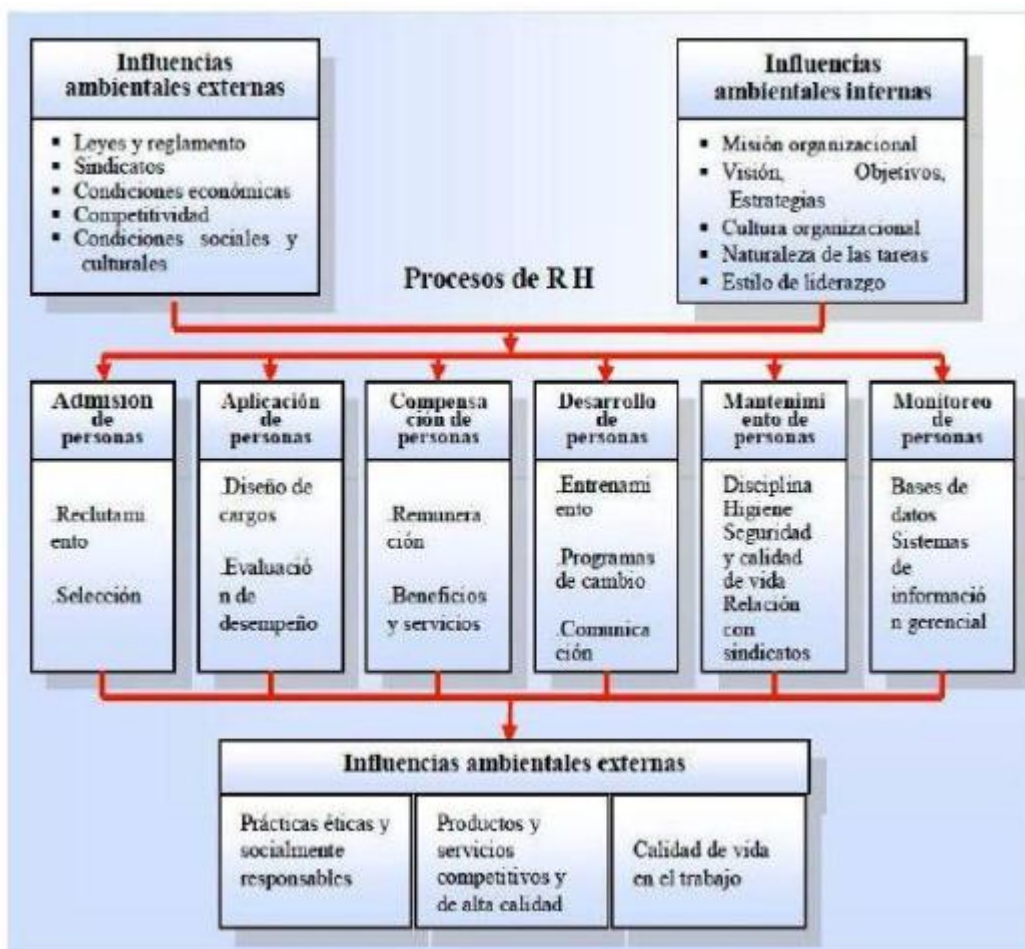 Influencias
ambientales externas
▪ Leyes y reglamento
▪ Sindicatos
▪ Condiciones económicas
▪ Competitividad
▪ Condiciones sociales y
culturales
Influencias
ambientales internas
▪ Misión organizacional
▪ Visión, Objetivos,
Estrategias
▪ Cultura organizacional
▪ Naturaleza de las tareas
▪ Estilo de liderazgo
Procesos de R H
Admision
de
personas
.Reclutami
ento
.Selección
Aplicación
de
personas
.Diseño de
cargos
.Evaluació
n de
desempeño
Compensa
ción de
personas
.Remunera
ción
.Beneficios
y servicios
Desarrollo
de
personas
.Entrenami
ento
.Programas
de cambio
.Comunica
ción
Mantenimi
ento de
personas
Disciplina
Higiene
Seguridad
y calidad
de vida
Relación
con
sindicatos
Monitoreo
de
personas
Bases de
datos
Sistemas
de
informació
n gerencial
Influencias ambientales externas
Prácticas éticas y
socialmente
responsables
Productos y
servicios
competitivos y
de alta calidad
Calidad de vida
en el trabajo